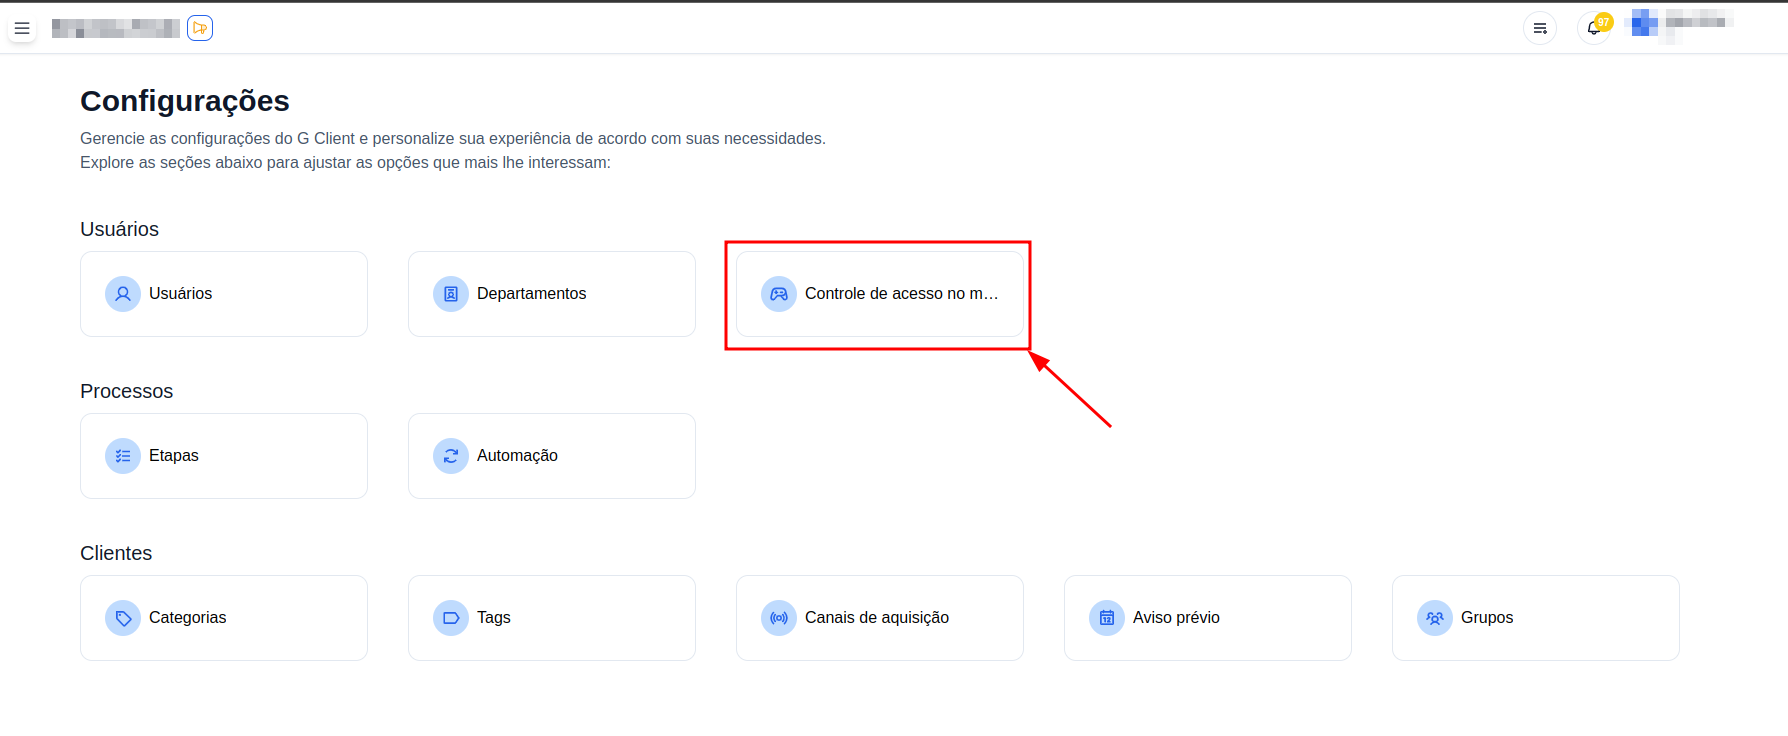 97
Configurações
Gerencie as configurações do G Client e personalize sua experiência de acordo com suas necessidades.
Explore as seções abaixo para ajustar as opções que mais lhe interessam:
Usuários
Usuários
Departamentos
Controle de acesso no m…
Processos
Etapas
Automação
Clientes
Categorias
Tags
Canais de aquisição
12
Aviso prévio
Grupos